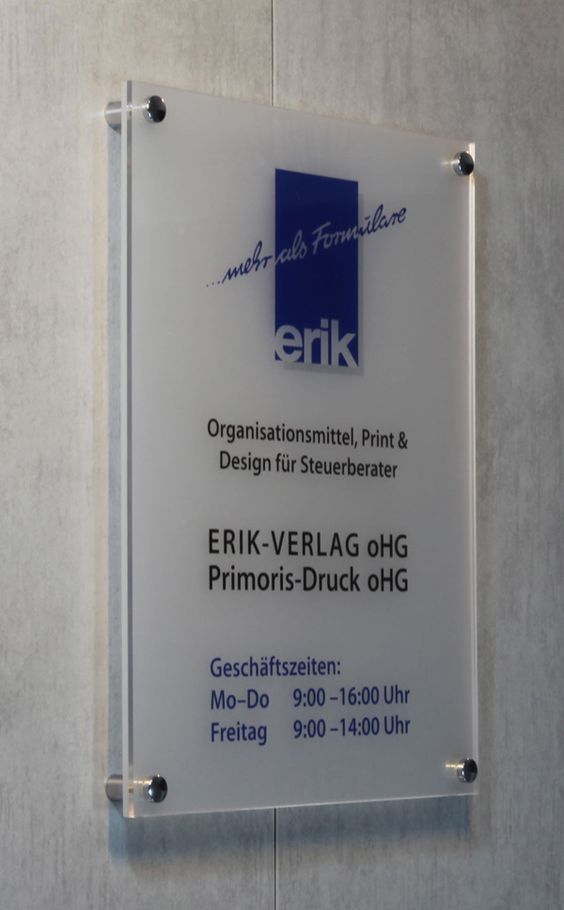 ...mehr als Formulare
erik
Organisationsmittel, Print &
Design für Steuerberater
ERIK-VERLAG oHG
Primoris-Druck oHG
Geschäftszeiten:
Mo–Do 9:00 –16:00 Uhr
Freitag 9:00 –14:00 Uhr